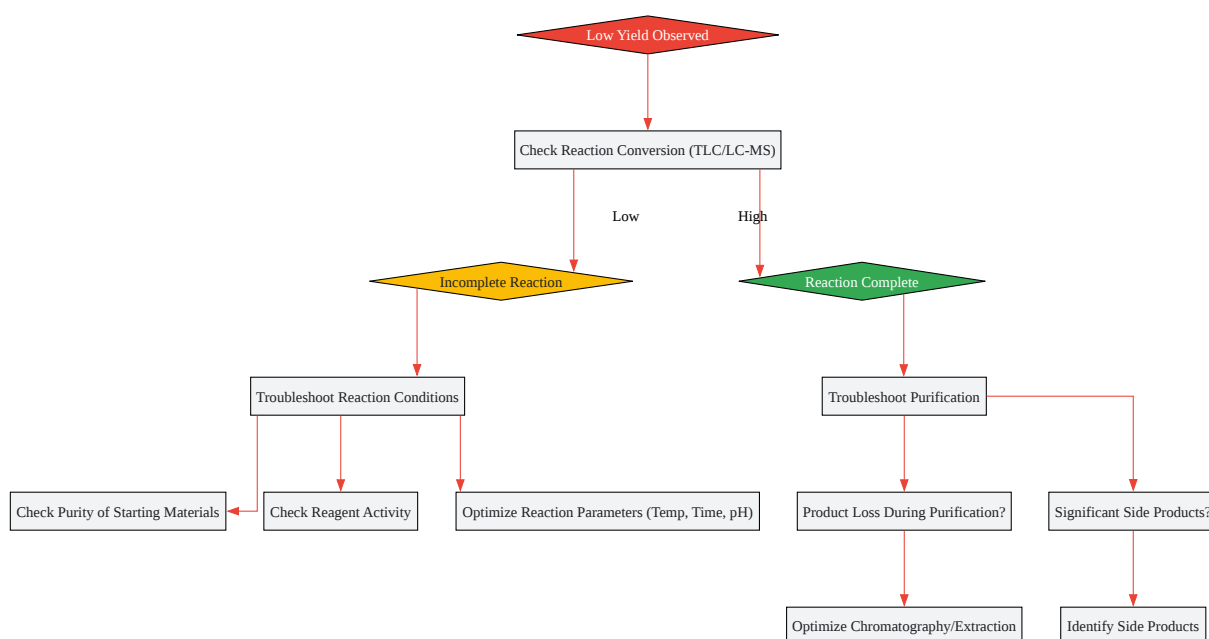 Low Yield Observed
Check Reaction Conversion (TLC/LC-MS)
Low
High
Incomplete Reaction
Reaction Complete
Troubleshoot Reaction Conditions
Troubleshoot Purification
Check Purity of Starting Materials
Check Reagent Activity
Optimize Reaction Parameters (Temp, Time, pH)
Product Loss During Purification?
Significant Side Products?
Optimize Chromatography/Extraction
Identify Side Products